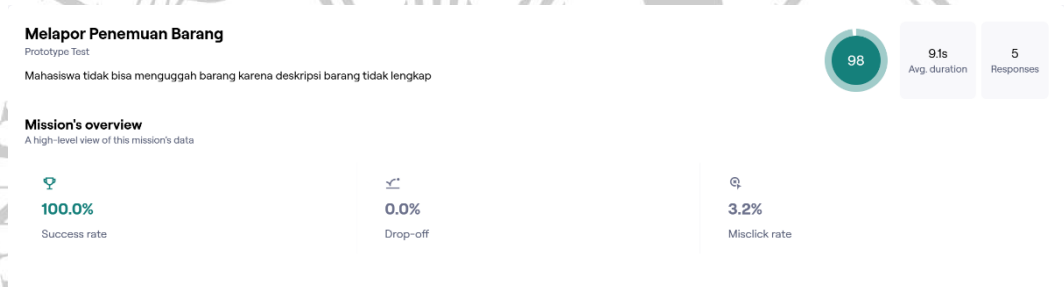 Melapor Penemuan Barang
Prototype Test
Mahasiswa tidak bisa mengguggah barang karena deskripsi barang tidak lengkap
98
9.1s
Avg. duration
5
Responses
Mission's overview
A high-level view of this mission's data
100.0%
Success rate
0.0%
Drop-off
3.2%
Misclick rate